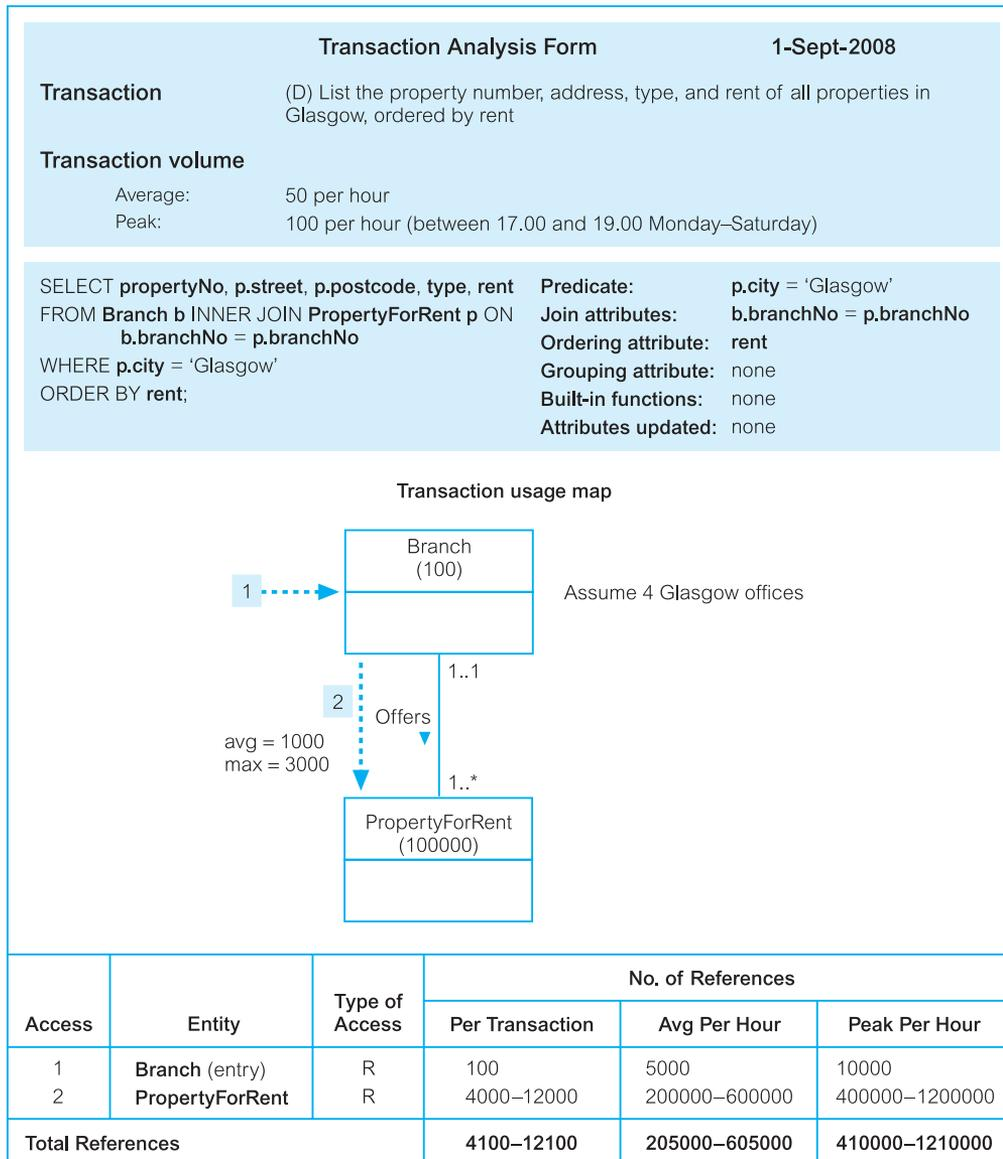 Transaction Analysis Form 1-Sept-2008
Transaction (D) List the property number, address, type, and rent of all properties in
Glasgow, ordered by rent
Transaction volume
Average: 50 per hour
Peak: 100 per hour (between 17.00 and 19.00 Monday–Saturday)
SELECT propertyNo, p.street, p.postcode, type, rent
FROM Branch b INNER JOIN PropertyForRent p ON
b.branchNo = p.branchNo
WHERE p.city = ‘Glasgow’
ORDER BY rent;
Predicate: p.city = ‘Glasgow’
Join attributes: b.branchNo = p.branchNo
Ordering attribute: rent
Grouping attribute: none
Built-in functions: none
Attributes updated: none
Transaction usage map
Branch
(100)
1
Assume 4 Glasgow offices
1..1
2
Offers
avg = 1000
max = 3000
1..*
PropertyForRent
(100000)
No. of References
Access Entity Type of
Access Per Transaction Avg Per Hour Peak Per Hour
1 Branch (entry) R 100 5000 10000
2 PropertyForRent R 4000–12000 200000–600000 400000–1200000
Total References 4100–12100 205000–605000 410000–1210000